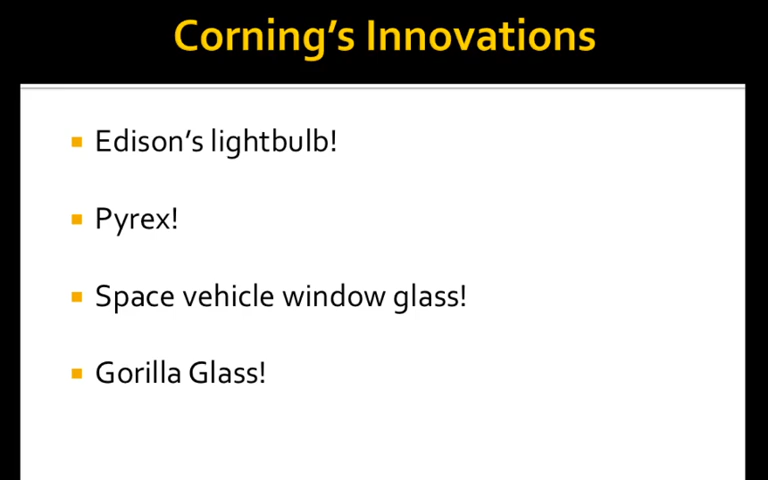 Corning’s Innovations
Edison’s lightbulb!
Pyrex!
Space vehicle window glass!
Gorilla Glass!